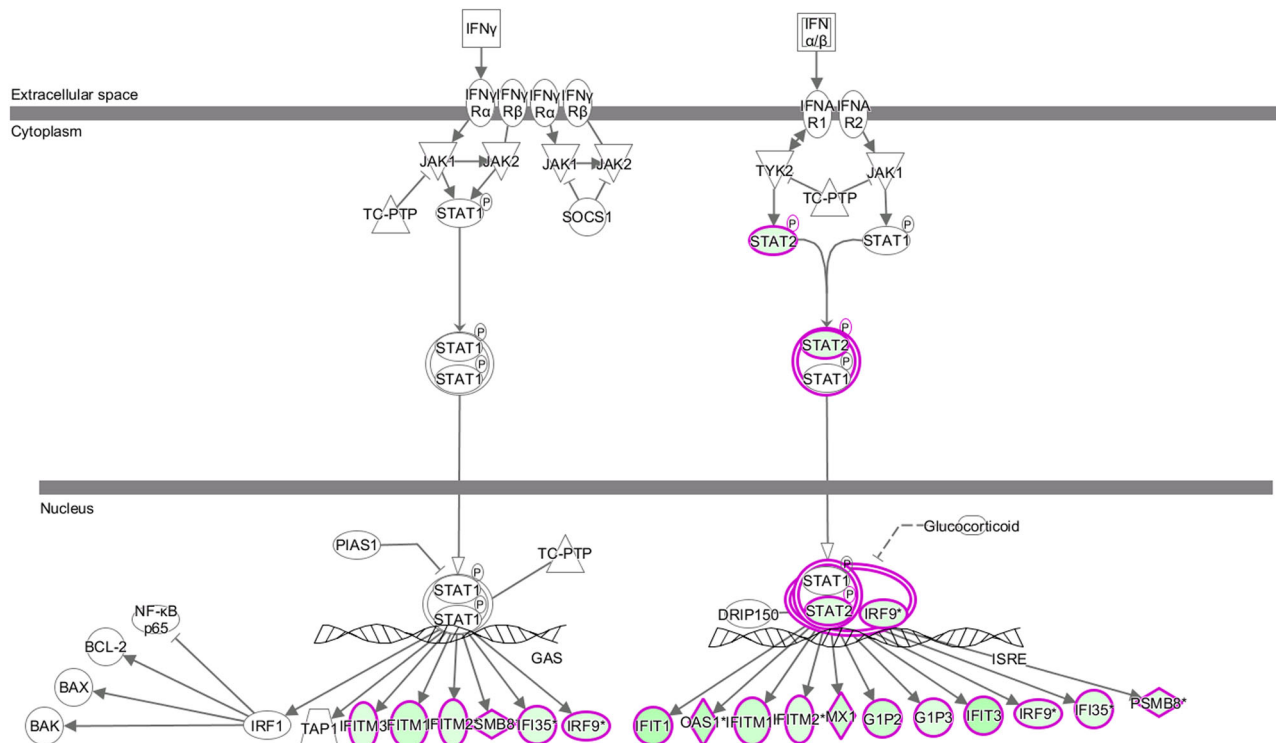 IFNγ
IFN
α/β
Extracellular space
IFNγ
Rα
IFNγ
Rβ
IFNγ
Rα
IFNγ
Rβ
IFNA
R1
IFNA
R2
Cytoplasm
JAK1
JAK2
JAK1
JAK2
TYK2
JAK1
TC-PTP
STAT1
P
SOCS1
TC-PTP
STAT2
P
STAT1
P
STAT1
P
STAT1
P
STAT2
P
STAT1
P
Nucleus
PIAS1
TC-PTP
Glucocorticoid
STAT1
P
STAT1
P
STAT1
P
STAT2
P
IRF9*
DRIP150
NF-κB
p65
BCL-2
GAS
ISRE
BAX
BAK
IRF1
TAP1
IFITM3
FITM1
FITM2
SMB8
IFI35*
IRF9*
IFIT1
OAS1*
IFITM1
IFITM2*
MX1
G1P2
G1P3
IFIT3
IRF9*
IFI35*
PSMB8*